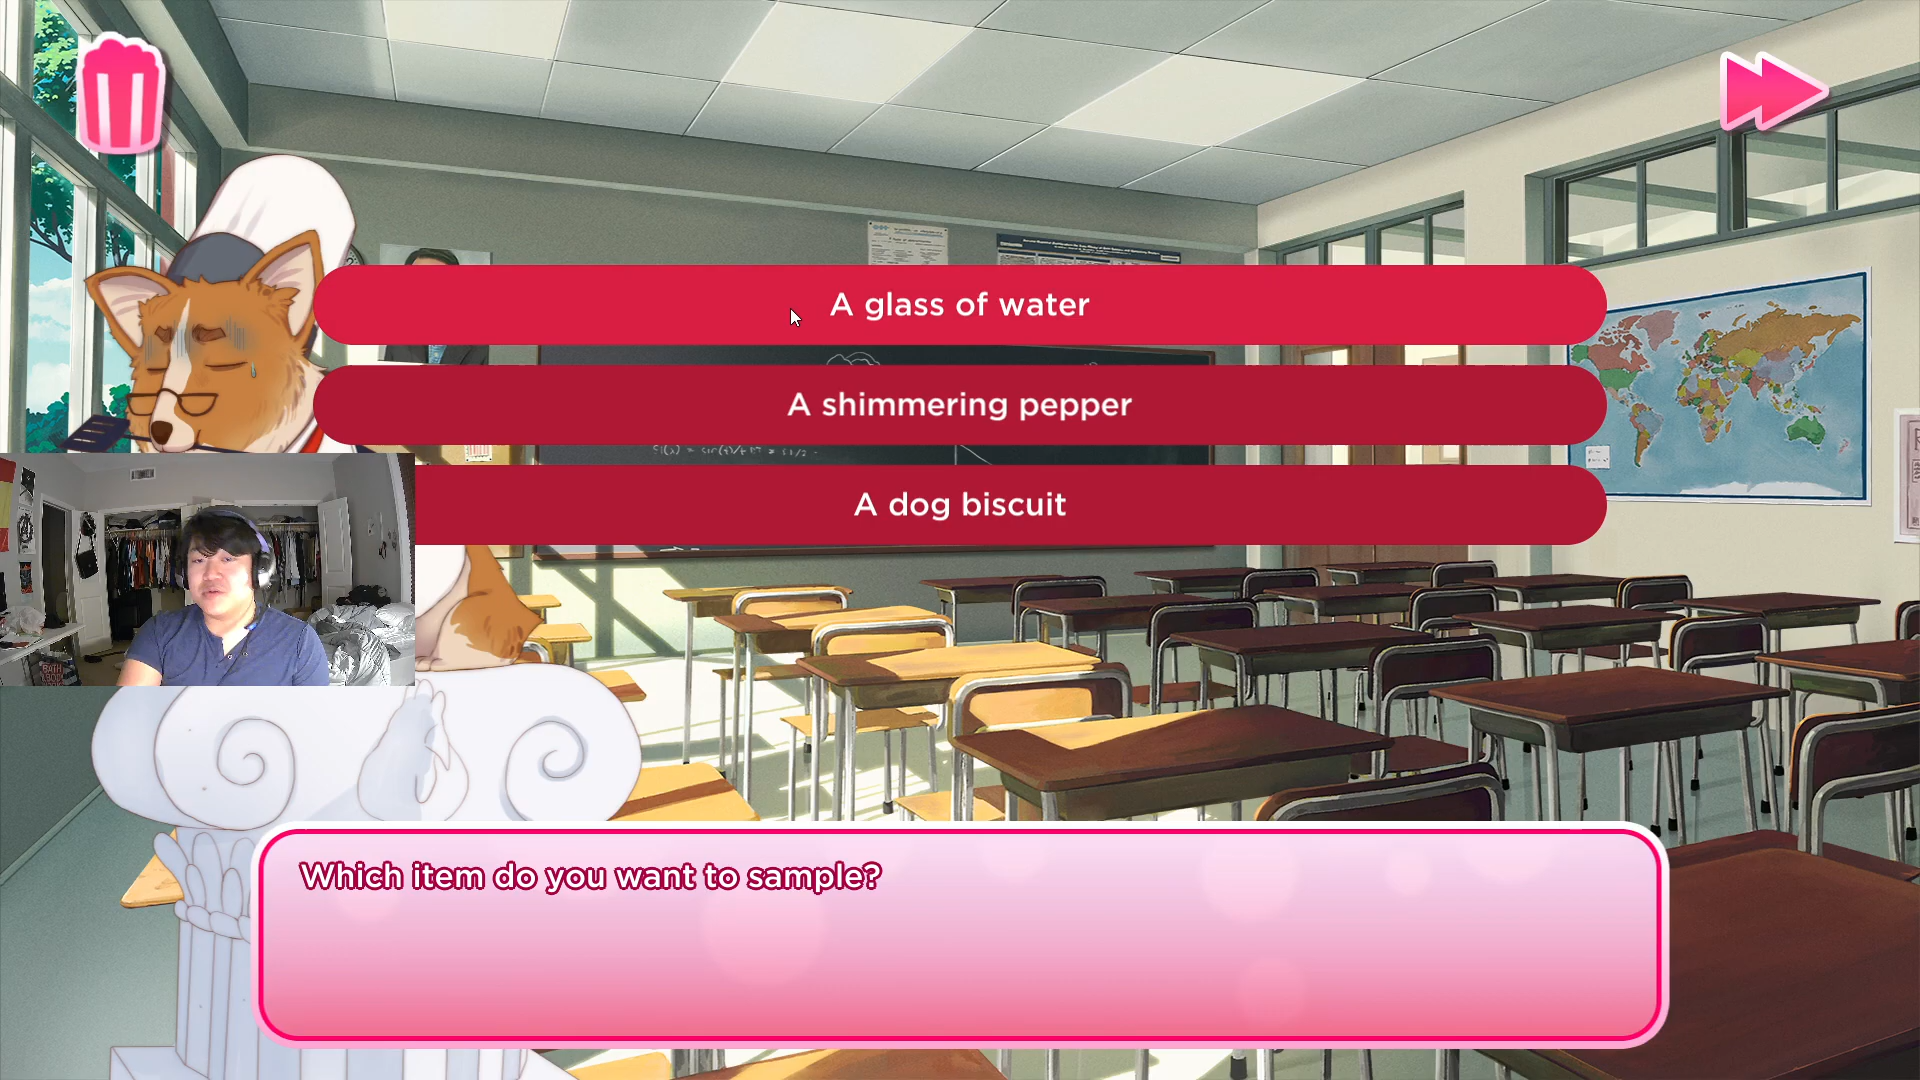 A glass of water
A shimmering pepper
A dog biscuit
Which item do you want to sample?